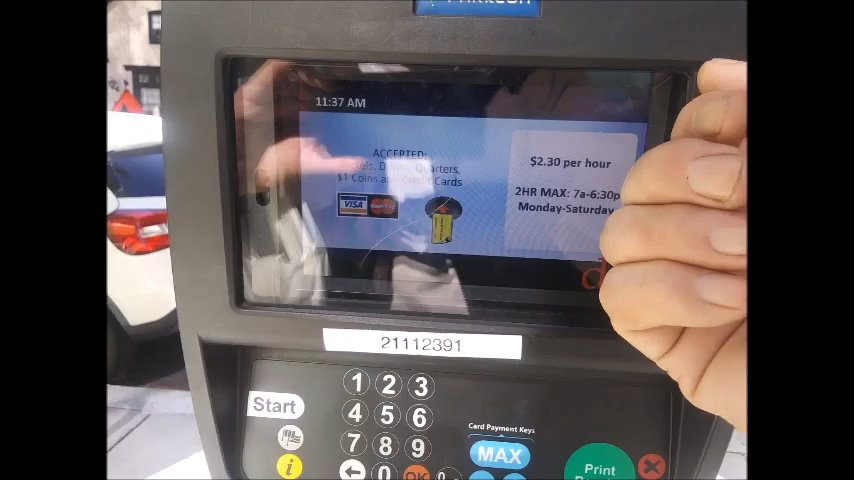 11:37 AM
ACCEPTED:
Quarters,
$1 Coins and Credit Cards
VISA
$2.30 per hour
2HR MAX: 7a-6:30p
Monday-Saturday
21112391
1 2 3
Start
4 5 6
7 8 9
0 OK
i
Card Payment Keys
MAX
Print